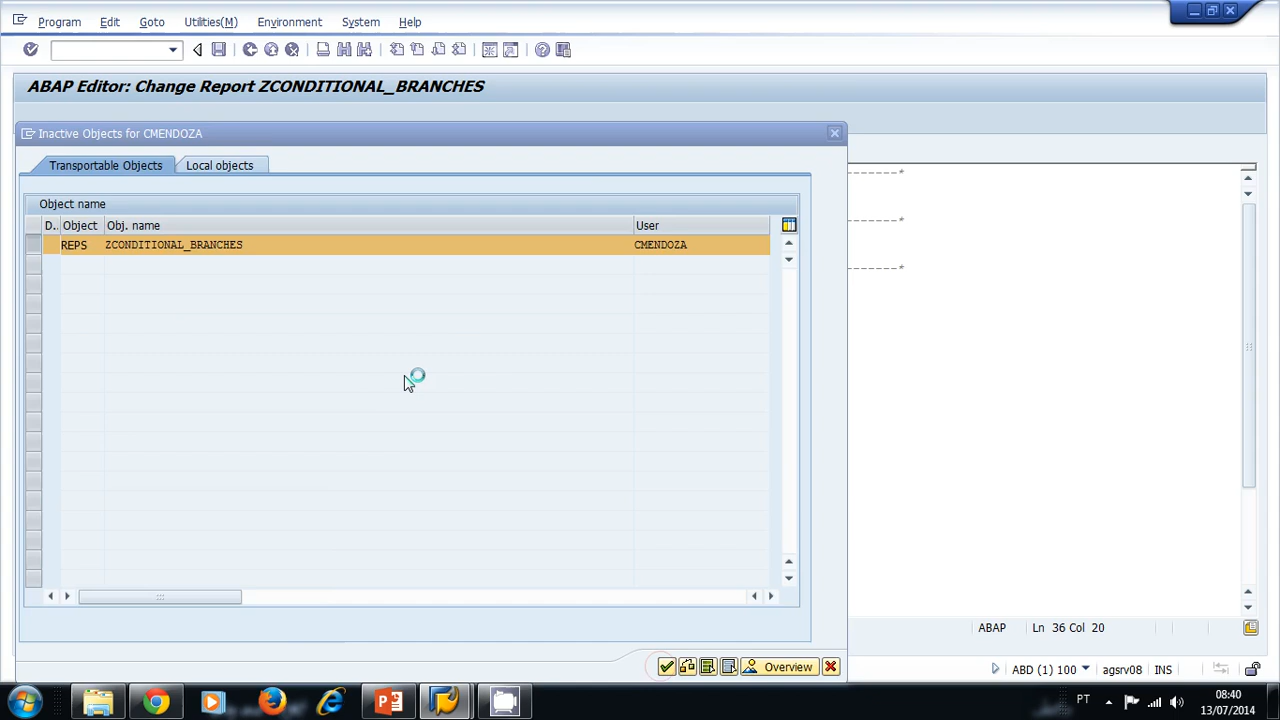 Program Edit Goto Utilities(M) Environment System Help
ABAP Editor: Change Report ZCONDITIONAL_BRANCHES
Inactive Objects for CMENDOZA
Transportable Objects Local objects
Object name
D.. Object Obj. name User
REPS ZCONDITIONAL_BRANCHES CMENDOZA
-------*
-------*
-------*
ABAP Ln 36 Col 20
Overview
ABD (1) 100 agsrv08 INS
PT 08:40
13/07/2014